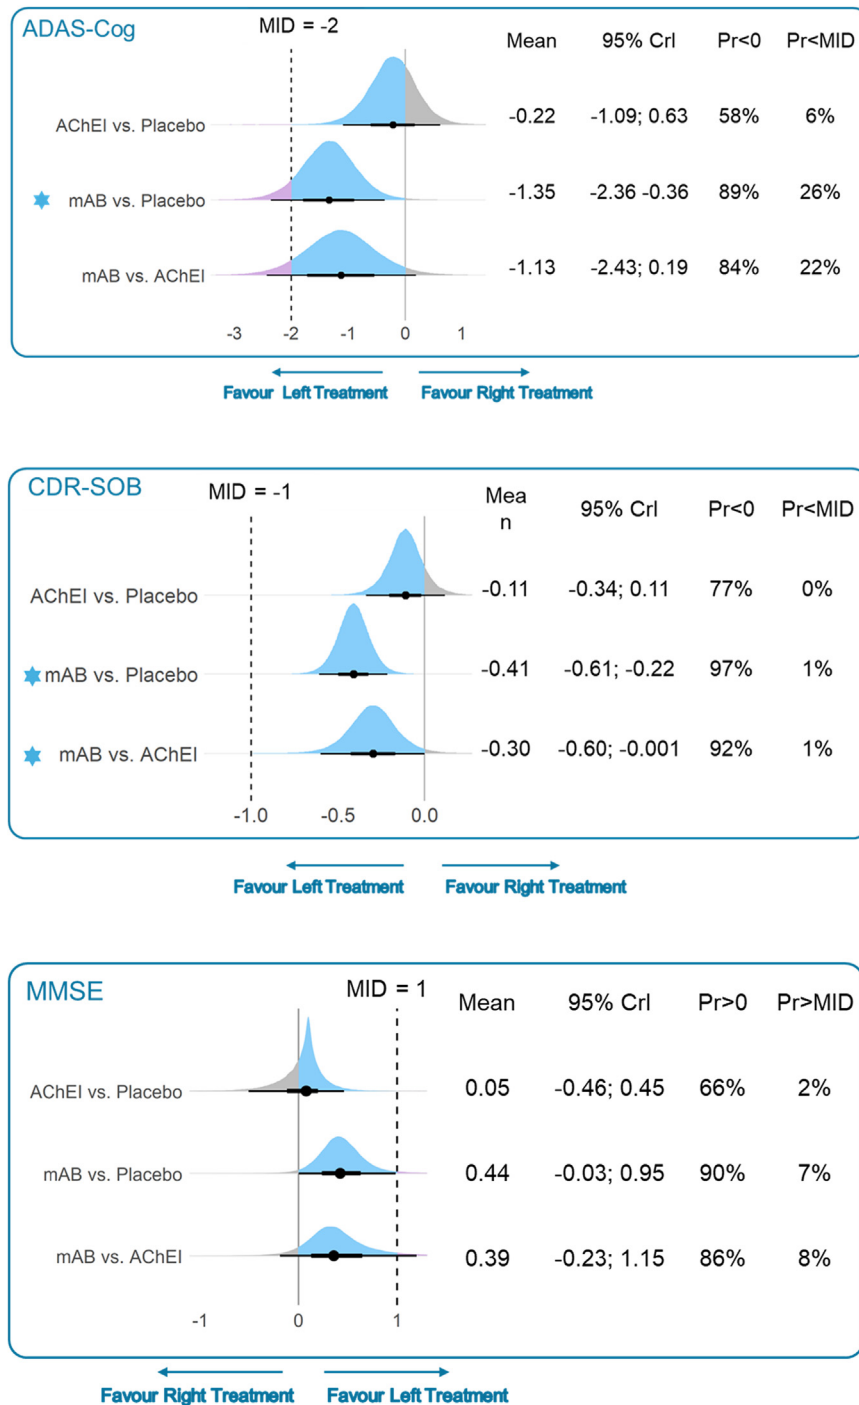 ADAS-Cog MID = -2 Mean 95% Crl Pr<0 Pr<MID
AChEI vs. Placebo -0.22 -1.09; 0.63 58% 6%
mAB vs. Placebo -1.35 -2.36 -0.36 89% 26%
mAB vs. AChEI -1.13 -2.43; 0.19 84% 22%
-3 -2 -1 0 1
Favour Left Treatment Favour Right Treatment
CDR-SOB MID = -1 Mea
n 95% Crl Pr<0 Pr<MID
AChEI vs. Placebo -0.11 -0.34; 0.11 77% 0%
mAB vs. Placebo -0.41 -0.61; -0.22 97% 1%
mAB vs. AChEI -0.30 -0.60; -0.001 92% 1%
-1.0 -0.5 0.0
Favour Left Treatment Favour Right Treatment
MMSE MID = 1 Mean 95% Crl Pr>0 Pr>MID
AChEI vs. Placebo 0.05 -0.46; 0.45 66% 2%
mAB vs. Placebo 0.44 -0.03; 0.95 90% 7%
mAB vs. AChEI 0.39 -0.23; 1.15 86% 8%
-1 0 1
Favour Right Treatment Favour Left Treatment